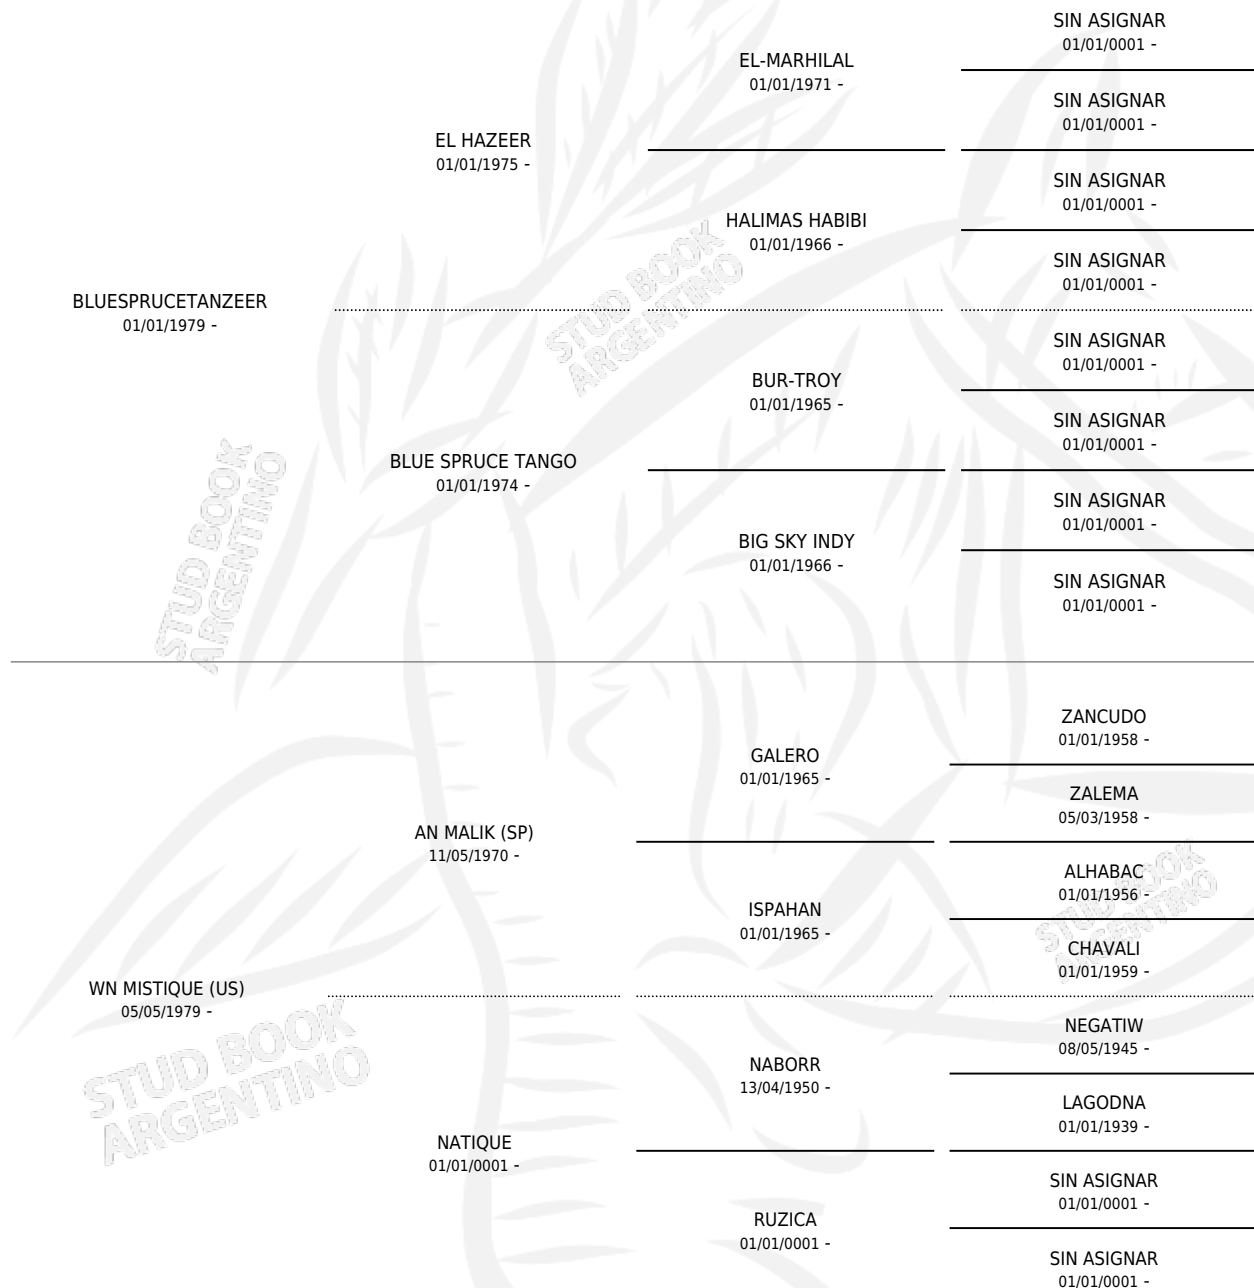 SIN ASIGNAR
01/01/0001 -
EL-MARHILAL
01/01/1971 -
SIN ASIGNAR
01/01/0001 -
EL HAZEER
01/01/1975 -
SIN ASIGNAR
01/01/0001 -
HALIMAS HABIBI
01/01/1966 -
SIN ASIGNAR
01/01/0001 -
BLUESPRUCETANZEER
01/01/1979 -
SIN ASIGNAR
01/01/0001 -
BUR-TROY
01/01/1965 -
SIN ASIGNAR
01/01/0001 -
BLUE SPRUCE TANGO
01/01/1974 -
SIN ASIGNAR
01/01/0001 -
BIG SKY INDY
01/01/1966 -
SIN ASIGNAR
01/01/0001 -
ZANCUDO
01/01/1958 -
GALERO
01/01/1965 -
ZALEMA
05/03/1958 -
AN MALIK (SP)
11/05/1970 -
ALHABAC
01/01/1956 -
ISPAHAN
01/01/1965 -
CHAVALI
01/01/1959 -
WN MISTIQUE (US)
05/05/1979 -
NEGATIW
08/05/1945 -
NABORR
13/04/1950 -
LAGODNA
01/01/1939 -
NATIQUE
01/01/0001 -
SIN ASIGNAR
01/01/0001 -
RUZICA
01/01/0001 -
SIN ASIGNAR
01/01/0001 -
STUD BOOK
ARGENTINO
STUD BOOK
ARGENTINO
STUD BOOK
ARGENTINO
STUD BOOK
ARGENTINO